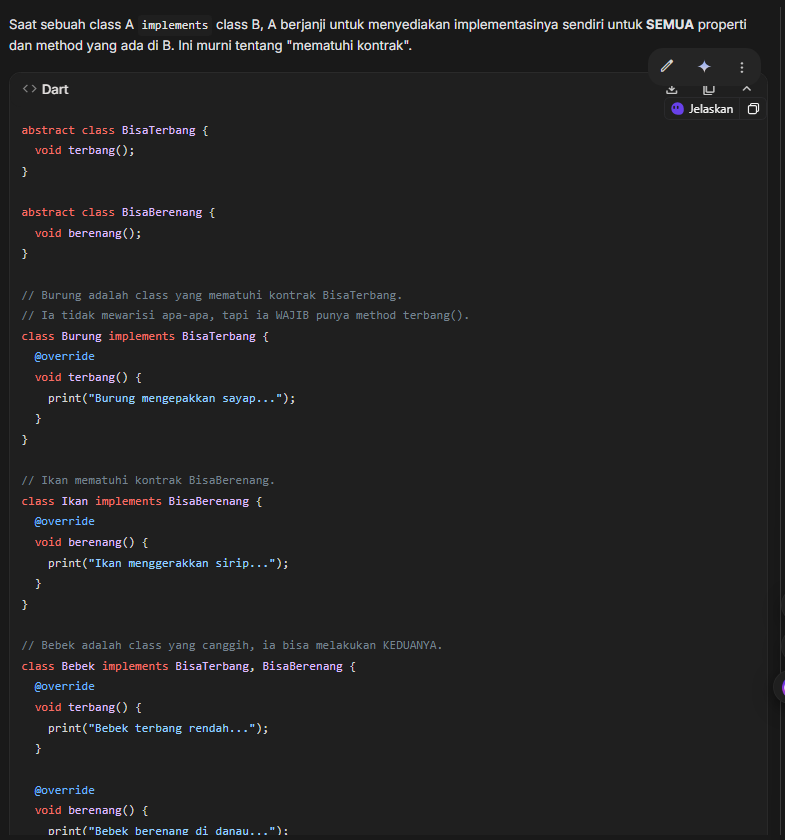 Saat sebuah class A implements class B, A berjanji untuk menyediakan implementasinya sendiri untuk SEMUA properti
dan method yang ada di B. Ini murni tentang "mematuhi kontrak".
<> Dart
Jelaskan
abstract class BisaTerbang {
  void terbang();
}

abstract class BisaBerenang {
  void berenang();
}

// Burung adalah class yang mematuhi kontrak BisaTerbang.
// Ia tidak mewarisi apa-apa, tapi ia WAJIB punya method terbang().
class Burung implements BisaTerbang {
  @override
  void terbang() {
    print("Burung mengepakkan sayap...");
  }
}

// Ikan mematuhi kontrak BisaBerenang.
class Ikan implements BisaBerenang {
  @override
  void berenang() {
    print("Ikan menggerakkan sirip...");
  }
}

// Bebek adalah class yang canggih, ia bisa melakukan KEDUANYA.
class Bebek implements BisaTerbang, BisaBerenang {
  @override
  void terbang() {
    print("Bebek terbang rendah...");
  }

  @override
  void berenang() {
    print("Bebek berenang di danau...");